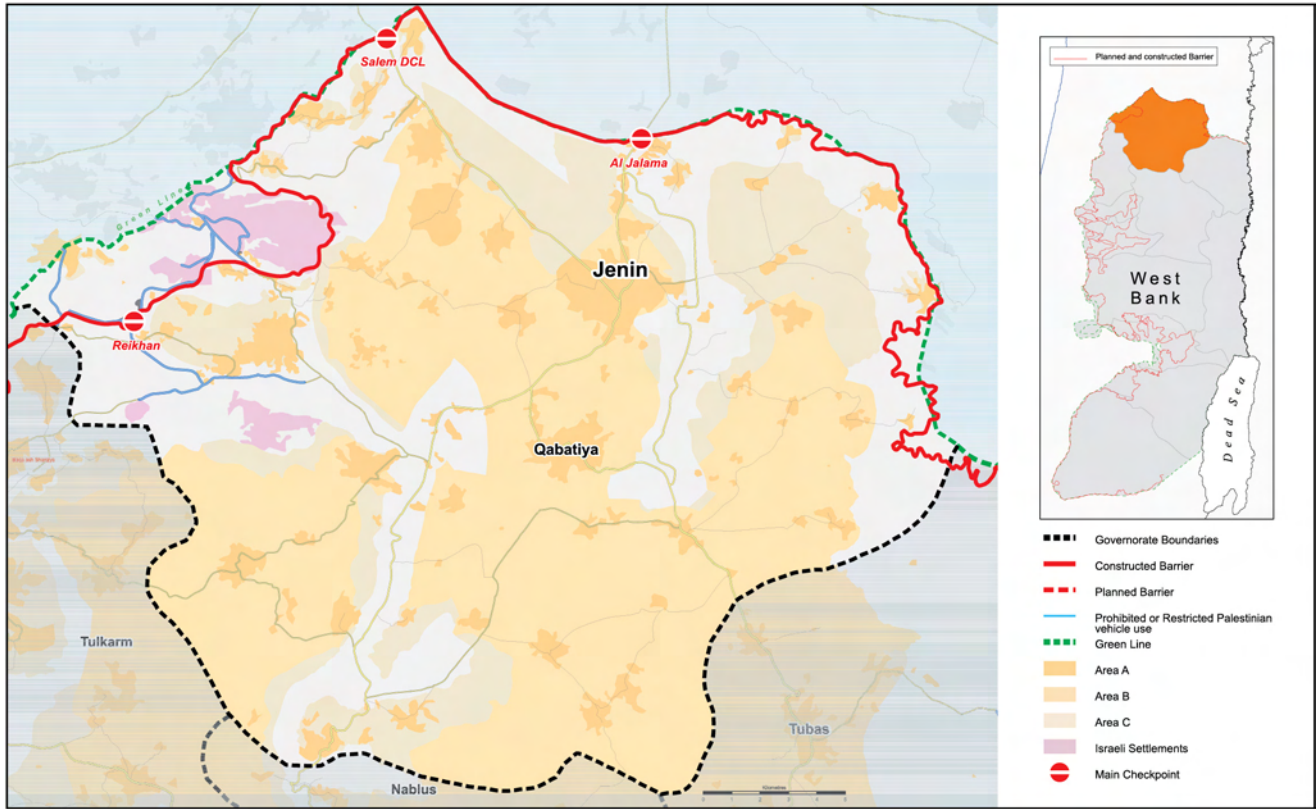 Salem DCL
Al Jalama
Green Line
Jenin
Reikhan
Qabatiya
Tulkarm
Tubas
Nablus
Kilometres
Planned and constructed Barrier
West
Bank
Dead Sea
Governorate Boundaries
Constructed Barrier
Planned Barrier
Prohibited or Restricted Palestinian
vehicle use
Green Line
Area A
Area B
Area C
Israeli Settlements
Main Checkpoint